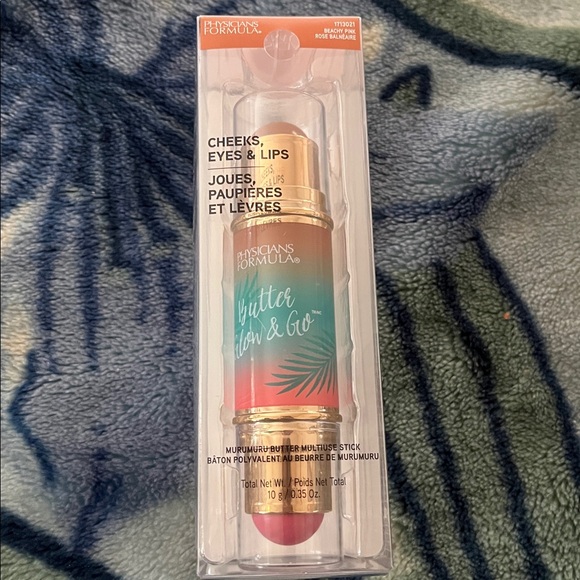 PHYSICIANS
FORMULA®
1713021
BEACHY PINK
ROSE BALNÉAIRE
CHEEKS,
EYES & LIPS
JOUES,
PAUPIÈRES
ET LÈVRES
& LIPS
PHYSICIANS
FORMULA®
Butter
Glow & Go
MURUMURU BUTTER MULTIUSE STICK
BÂTON POLYVALENT AU BEURRE DE MURUMURU
Total Net Wt. / Poids Net Total
10 g / 0.35 Oz.